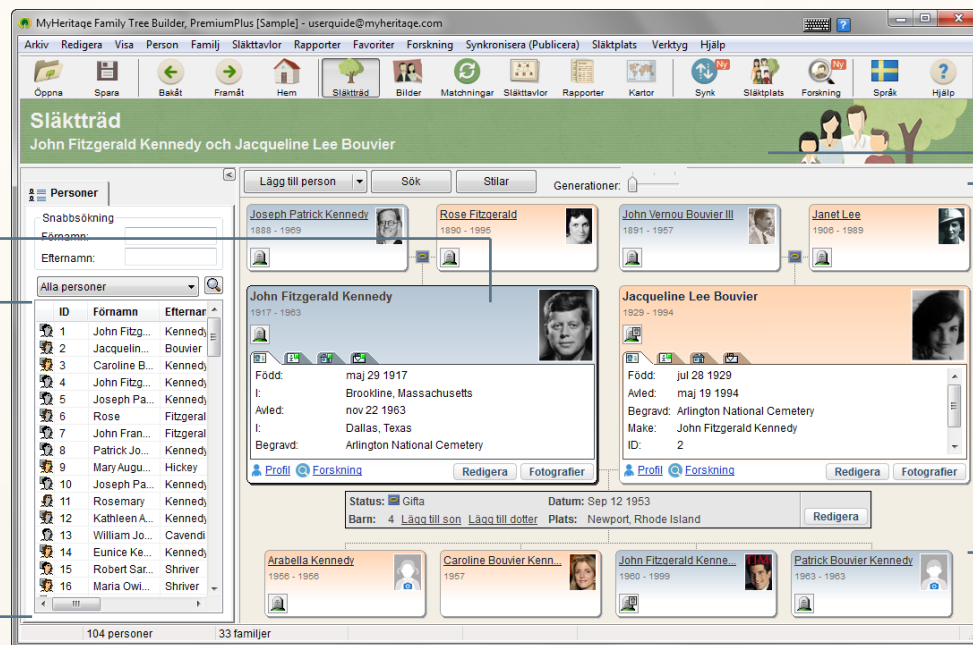 MyHeritage Family Tree Builder, PremiumPlus [Sample] - userguide@myheritage.com
Arkiv Redigera Visa Person Familj Släkttavlor Rapporter Favoriter Forskning Synkronisera (Publicera) Släktplats Verktyg Hjälp
Ny Ny
Öppna Spara Bakåt Framåt Hem Släktträd Bilder Matchningar Släkttavlor Rapporter Kartor Synk Släktplats Forskning Språk Hjälp
Släktträd
John Fitzgerald Kennedy och Jacqueline Lee Bouvier
Personer
Snabbsökning
Förnamn:
Efternamn:
Alla personer
ID Förnamn Efternar
1 John Fitzg... Kennedy
2 Jacquelin... Bouvier
3 Caroline B... Kennedy
4 John Fitzg... Kennedy
5 Joseph Pa... Kennedy
6 Rose Fitzgeral
7 John Fran... Fitzgeral
8 Patrick Jo... Kennedy
9 Mary Augu... Hickey
10 Joseph Pa... Kennedy
11 Rosemary Kennedy
12 Kathleen A... Kennedy
13 William Jo... Cavendi
14 Eunice Ke... Kennedy
15 Robert Sar... Shriver
16 Maria Owi... Shriver
Lägg till person Sök Stilar Generationer:
Joseph Patrick Kennedy
1888 - 1969
Rose Fitzgerald
1890 - 1995
John Vernou Bouvier III
1891 - 1957
Janet Lee
1906 - 1989
John Fitzgerald Kennedy
1917 - 1963
Född: maj 29 1917
I: Brookline, Massachusetts
Avled: nov 22 1963
I: Dallas, Texas
Begravd: Arlington National Cemetery
Profil Forskning Redigera Fotografier
Jacqueline Lee Bouvier
1929 - 1994
Född: jul 28 1929
Avled: maj 19 1994
Begravd: Arlington National Cemetery
Make: John Fitzgerald Kennedy
ID: 2
Profil Forskning Redigera Fotografier
Status: Gifta Datum: Sep 12 1953
Barn: 4 Lägg till son Lägg till dotter Plats: Newport, Rhode Island
Redigera
Arabella Kennedy
1956 - 1956
Caroline Bouvier Kenn...
1957
John Fitzgerald Kenne...
1960 - 1999
Patrick Bouvier Kennedy
1963 - 1963
104 personer 33 familjer